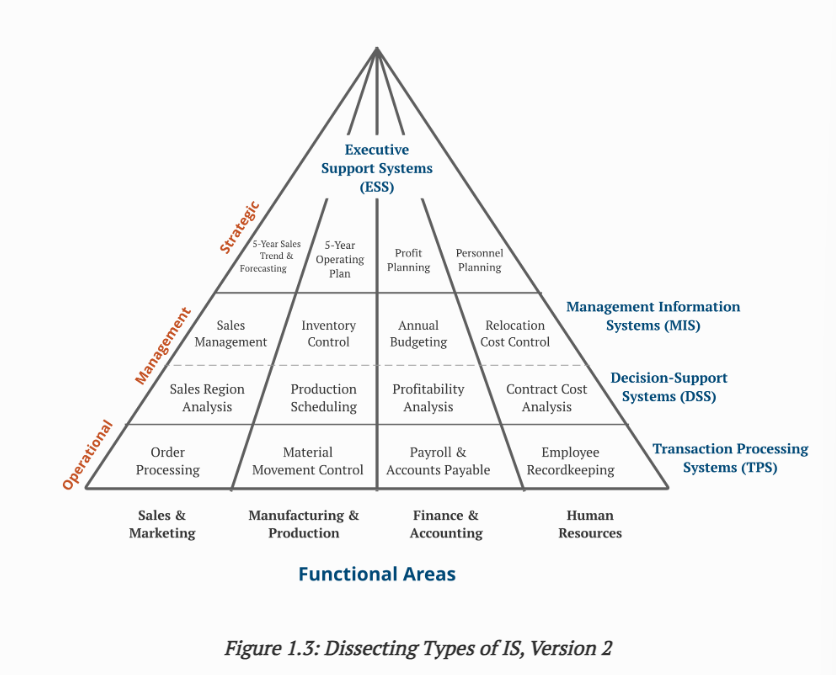 Executive
Support Systems
(ESS)
Strategic
5-Year Sales
Trend &
Forecasting
5-Year
Operating
Plan
Profit
Planning
Personnel
Planning
Management
Sales
Management
Inventory
Control
Annual
Budgeting
Relocation
Cost Control
Management Information
Systems (MIS)
Sales Region
Analysis
Production
Scheduling
Profitability
Analysis
Contract Cost
Analysis
Decision-Support
Systems (DSS)
Operational
Order
Processing
Material
Movement Control
Payroll &
Accounts Payable
Employee
Recordkeeping
Transaction Processing
Systems (TPS)
Sales &
Marketing
Manufacturing &
Production
Finance &
Accounting
Human
Resources
Functional Areas
Figure 1.3: Dissecting Types of IS, Version 2